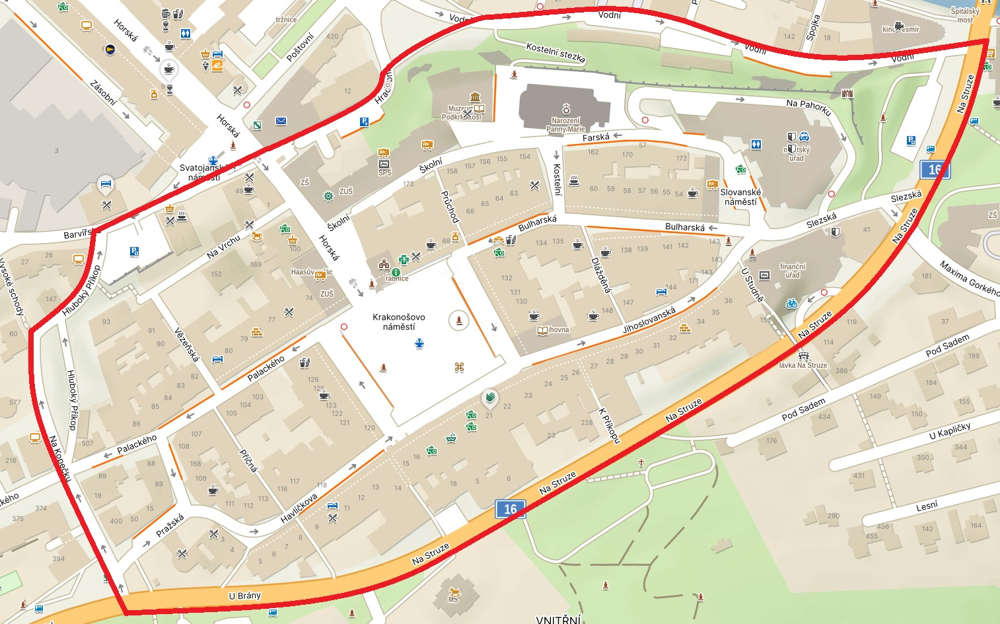 Vodní
Vodní
Špitálský
most
kino Vesmír
tržnice
420
Horská
Poštovní
Spojka
142
18
Kostelní stezka
Vodní
Vodní
Zásobní
12
Na Struze
Muzeum
Podkrkonoší
Narození
Panny Marie
Na Pahorku
Horská
3
Farská
57
162
170
172
městský
úřad
Svatojánské
náměstí
ZŠ
ZUŠ
SPŠ
Školní
154
155
156
157
158
173
Kostelní
16
49
Průchod
63
64
65
66
60
59
58
57
56
55
54
Slovanské
náměstí
Slezská
Slezská
Na Struze
ZŠ
Školní
Bulharská
Bulharská
41
Barvířská
Na Vrchu
Horská
68
26
27
100
169
152
134
135
138
139
141
142
143
143
143
38
Haasův palác
radnice
Dlážděná
U Studně
finanční
úřad
181
Maxima Gorkého
Vysoké schody
Hluboký Příkop
147
74
ZUŠ
132
131
130
144
171
36
35
34
148
147
153
93
91
90
77
79
80
Krakonošovo
náměstí
knihovna
Jihoslovanská
32
31
30
29
28
27
26
25
24
23
22
21
Na Struze
119
114
37
60
Vězeňská
Palackého
Pod Sadem
199
lávka Na Struze
386
577
Hluboký Příkop
82
83
84
85
86
126
125
123
122
121
120
103
104
105
228
23
K Příkopu
Na Struze
194
149
150
155
Pod Sadem
434
U Kapličky
176
344
350
431
Na Kopečku
507
Palackého
107
108
168
109
Příčná
216
89
88
89
19
15
16
15
14
13
12
11
18
5
6
117
118
116
113
112
111
Na Struze
16
374
375
Havlíčkova
Pražská
400
50
3
4
5
6
7
8
9
Lesní
290
456
455
142
164
394
Na Struze
U Brány
MŠ
VNITŘNÍ